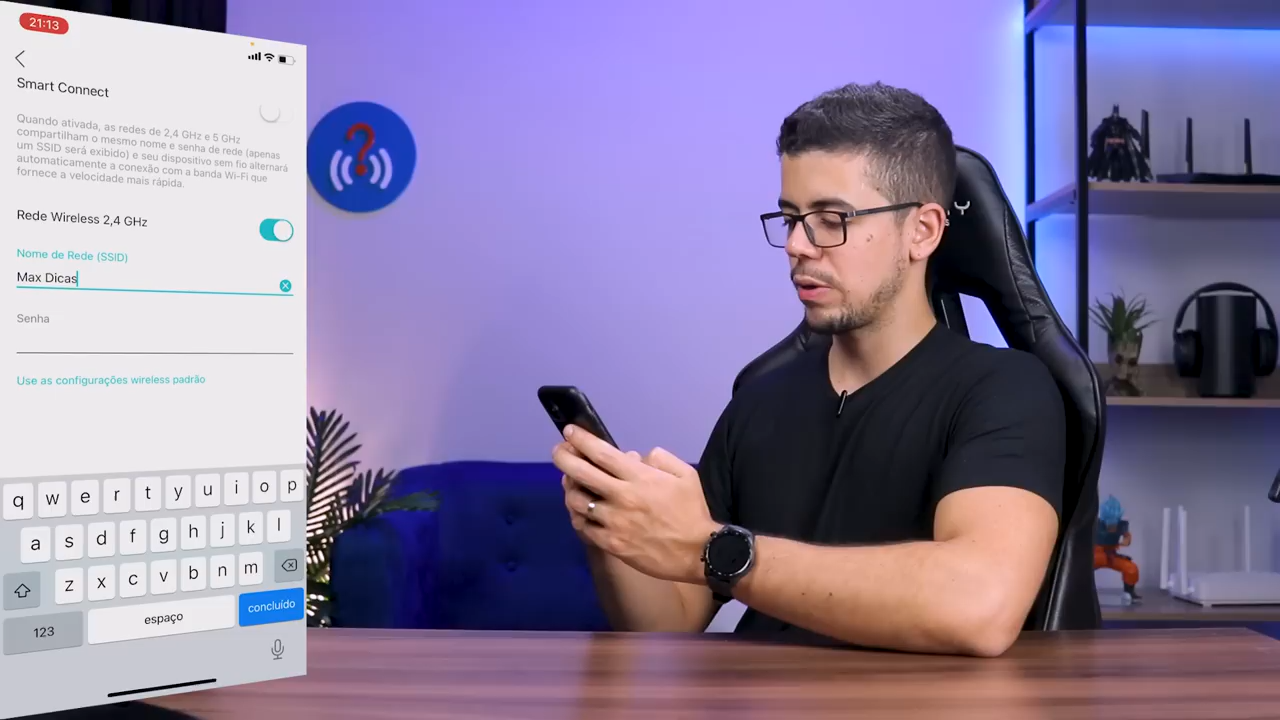 21:13
Smart Connect
Quando ativada, as redes de 2,4 GHz e 5 GHz
compartilham o mesmo nome e senha de rede (apenas
um SSID será exibido) e seu dispositivo sem fio alternará
automaticamente a conexão com a banda Wi-Fi que
fornece a velocidade mais rápida.
Rede Wireless 2,4 GHz
Nome de Rede (SSID)
Max Dicas
Senha
Use as configurações wireless padrão
q w e r t y u i o p
a s d f g h j k l
z x c v b n m
123 espaço concluído
?